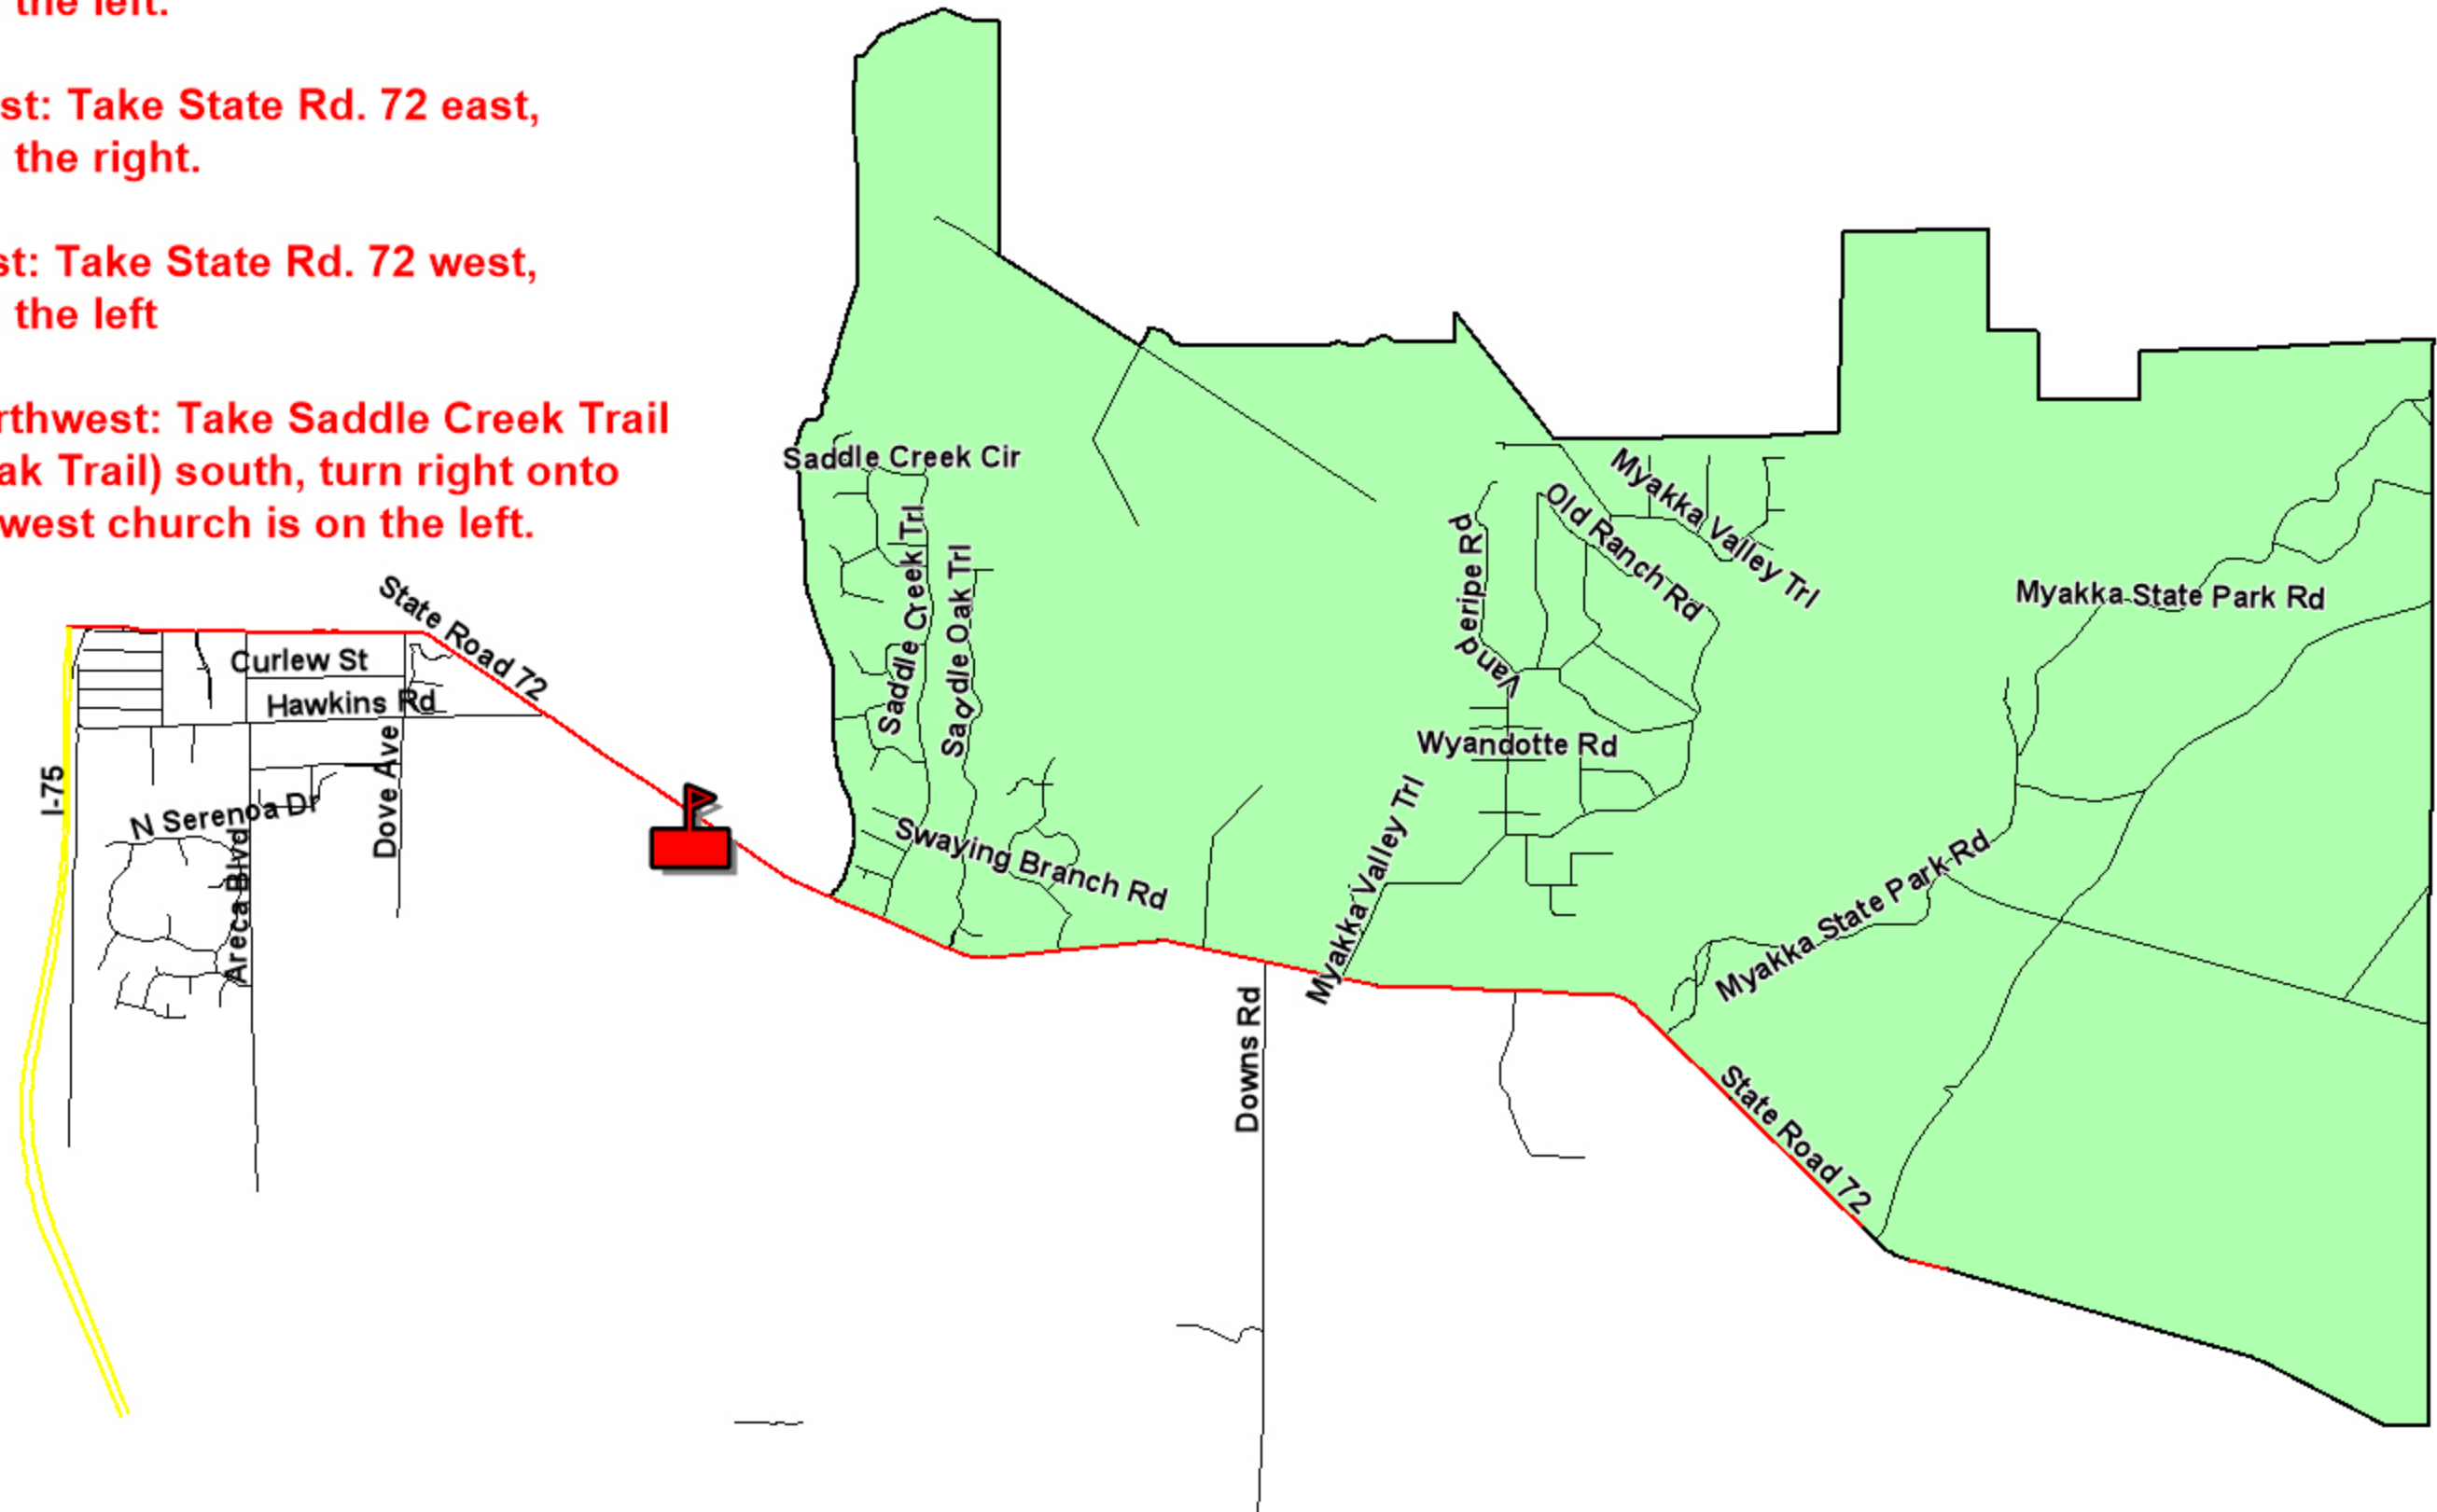 the left.
st: Take State Rd. 72 east,
the right.
st: Take State Rd. 72 west,
the left
rthwest: Take Saddle Creek Trail
ak Trail) south, turn right onto
west church is on the left.
State Road 72
Curlew St
Hawkins Rd
I-75
N Serenoa Dr
Areca Blvd
Dove Ave
Saddle Creek Cir
Saddle Creek Trl
Saddle Oak Trl
Swaying Branch Rd
Myakka Valley Trl
Old Ranch Rd
Vanderipe Rd
Wyandotte Rd
Myakka Valley Trl
Downs Rd
Myakka State Park Rd
Myakka State Park Rd
State Road 72